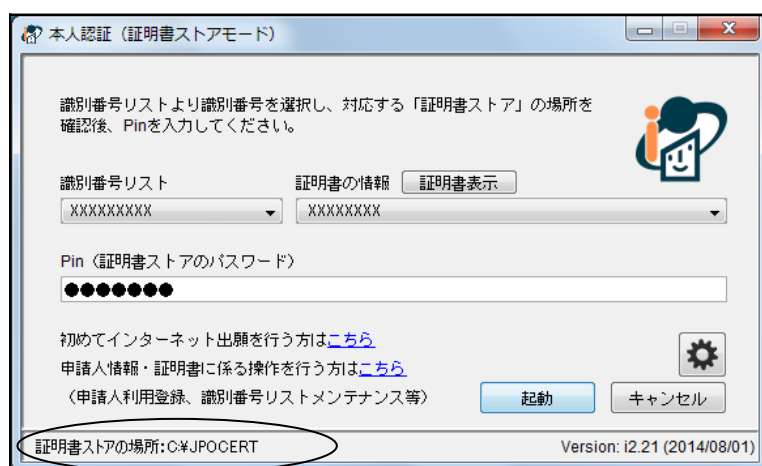 本人認証（証明書ストアモード）
識別番号リストより識別番号を選択し、対応する「証明書ストア」の場所を
確認後、Pinを入力してください。
識別番号リスト
証明書の情報 証明書表示
XXXXXXXXX
XXXXXXXX
Pin（証明書ストアのパスワード）
●●●●●●●
初めてインターネット出願を行う方はこちら
申請人情報・証明書に係る操作を行う方はこちら
（申請人利用登録、識別番号リストメンテナンス等）
起動
キャンセル
証明書ストアの場所:C:¥JPOCERT
Version: i2.21 (2014/08/01)